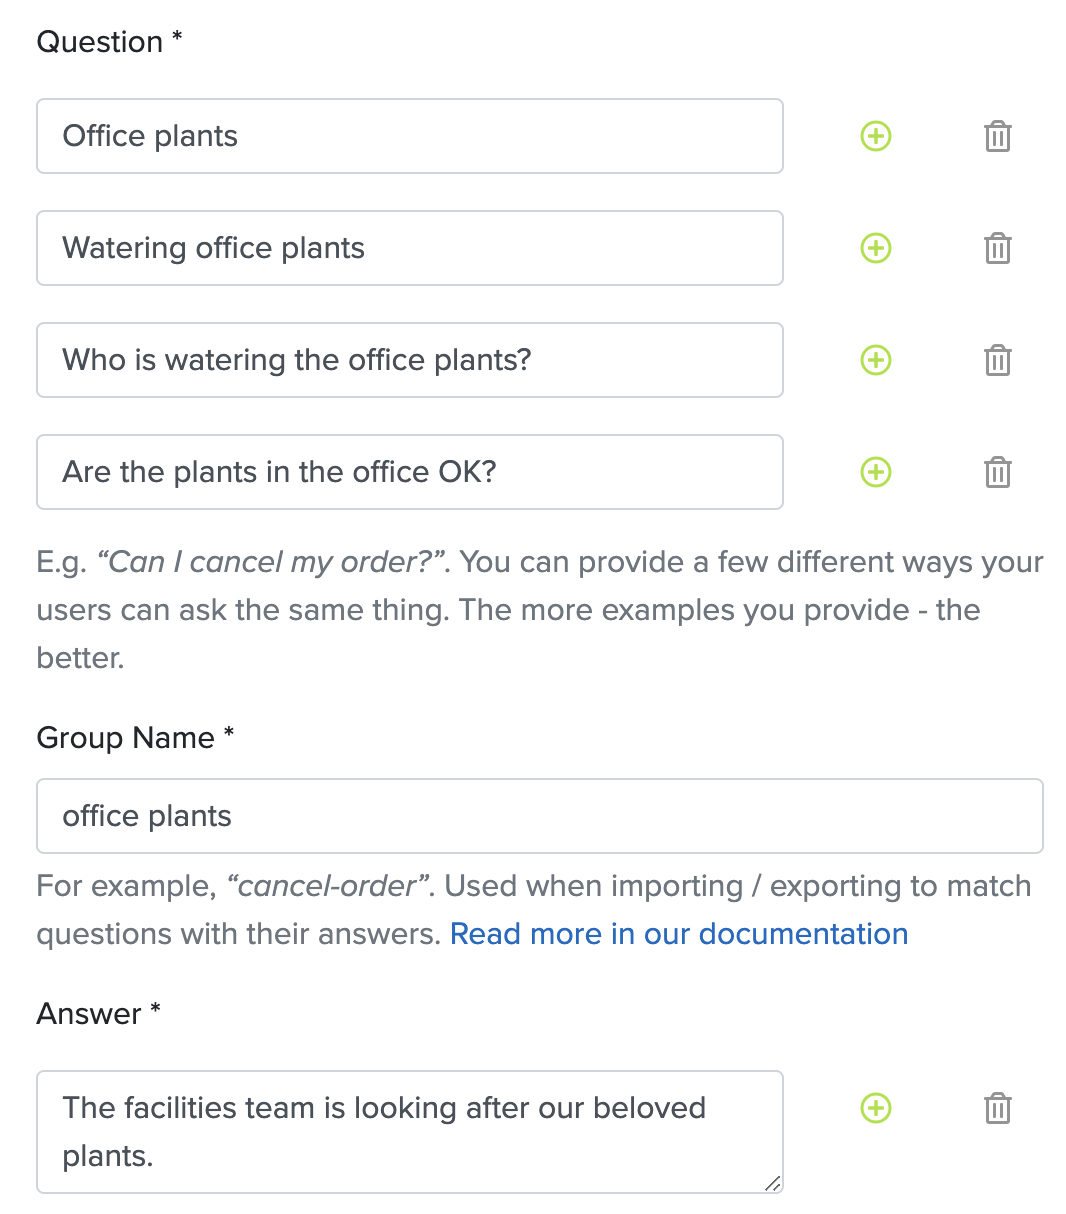 Question *
Office plants
Watering office plants
Who is watering the office plants?
Are the plants in the office OK?
E.g. “Can I cancel my order?”. You can provide a few different ways your
users can ask the same thing. The more examples you provide - the
better.
Group Name *
office plants
For example, “cancel-order”. Used when importing / exporting to match
questions with their answers. Read more in our documentation
Answer *
The facilities team is looking after our beloved
plants.